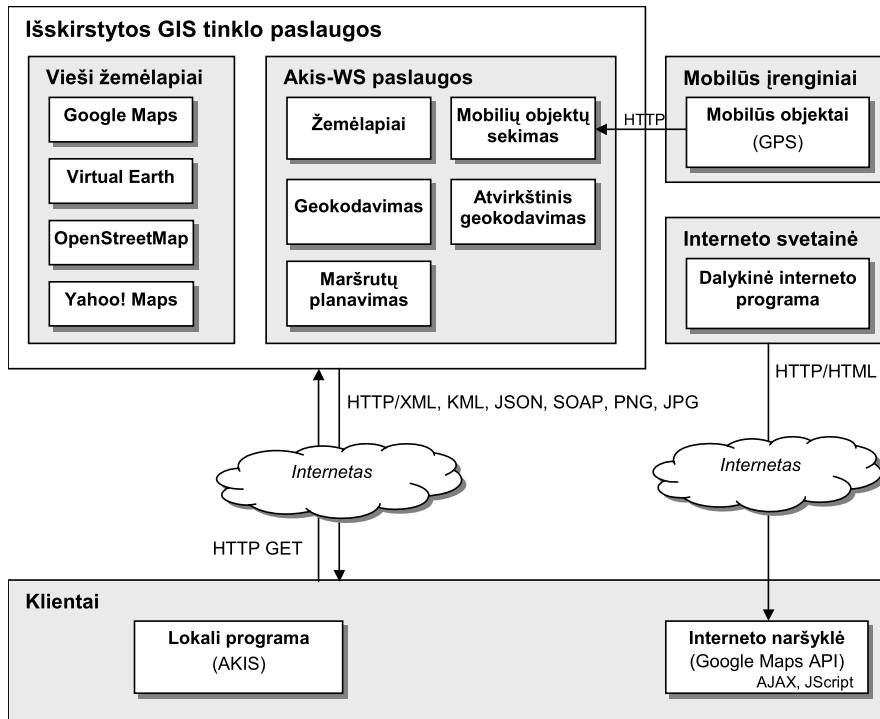 Išskirstytos GIS tinklo paslaugos
Vieši žemėlapiai
Google Maps
Virtual Earth
OpenStreetMap
Yahoo! Maps
Akis-WS paslaugos
Žemėlapiai
Mobilių objektų
sekimas
Geokodavimas
Atvirkštinis
geokodavimas
Maršrutų
planavimas
HTTP
Mobilūs įrenginiai
Mobilūs objektai
(GPS)
Interneto svetainė
Dalykinė interneto
programa
HTTP/XML, KML, JSON, SOAP, PNG, JPG
HTTP/HTML
Internetas
Internetas
HTTP GET
Klientai
Lokali programa
(AKIS)
Interneto naršyklė
(Google Maps API)
AJAX, JScript